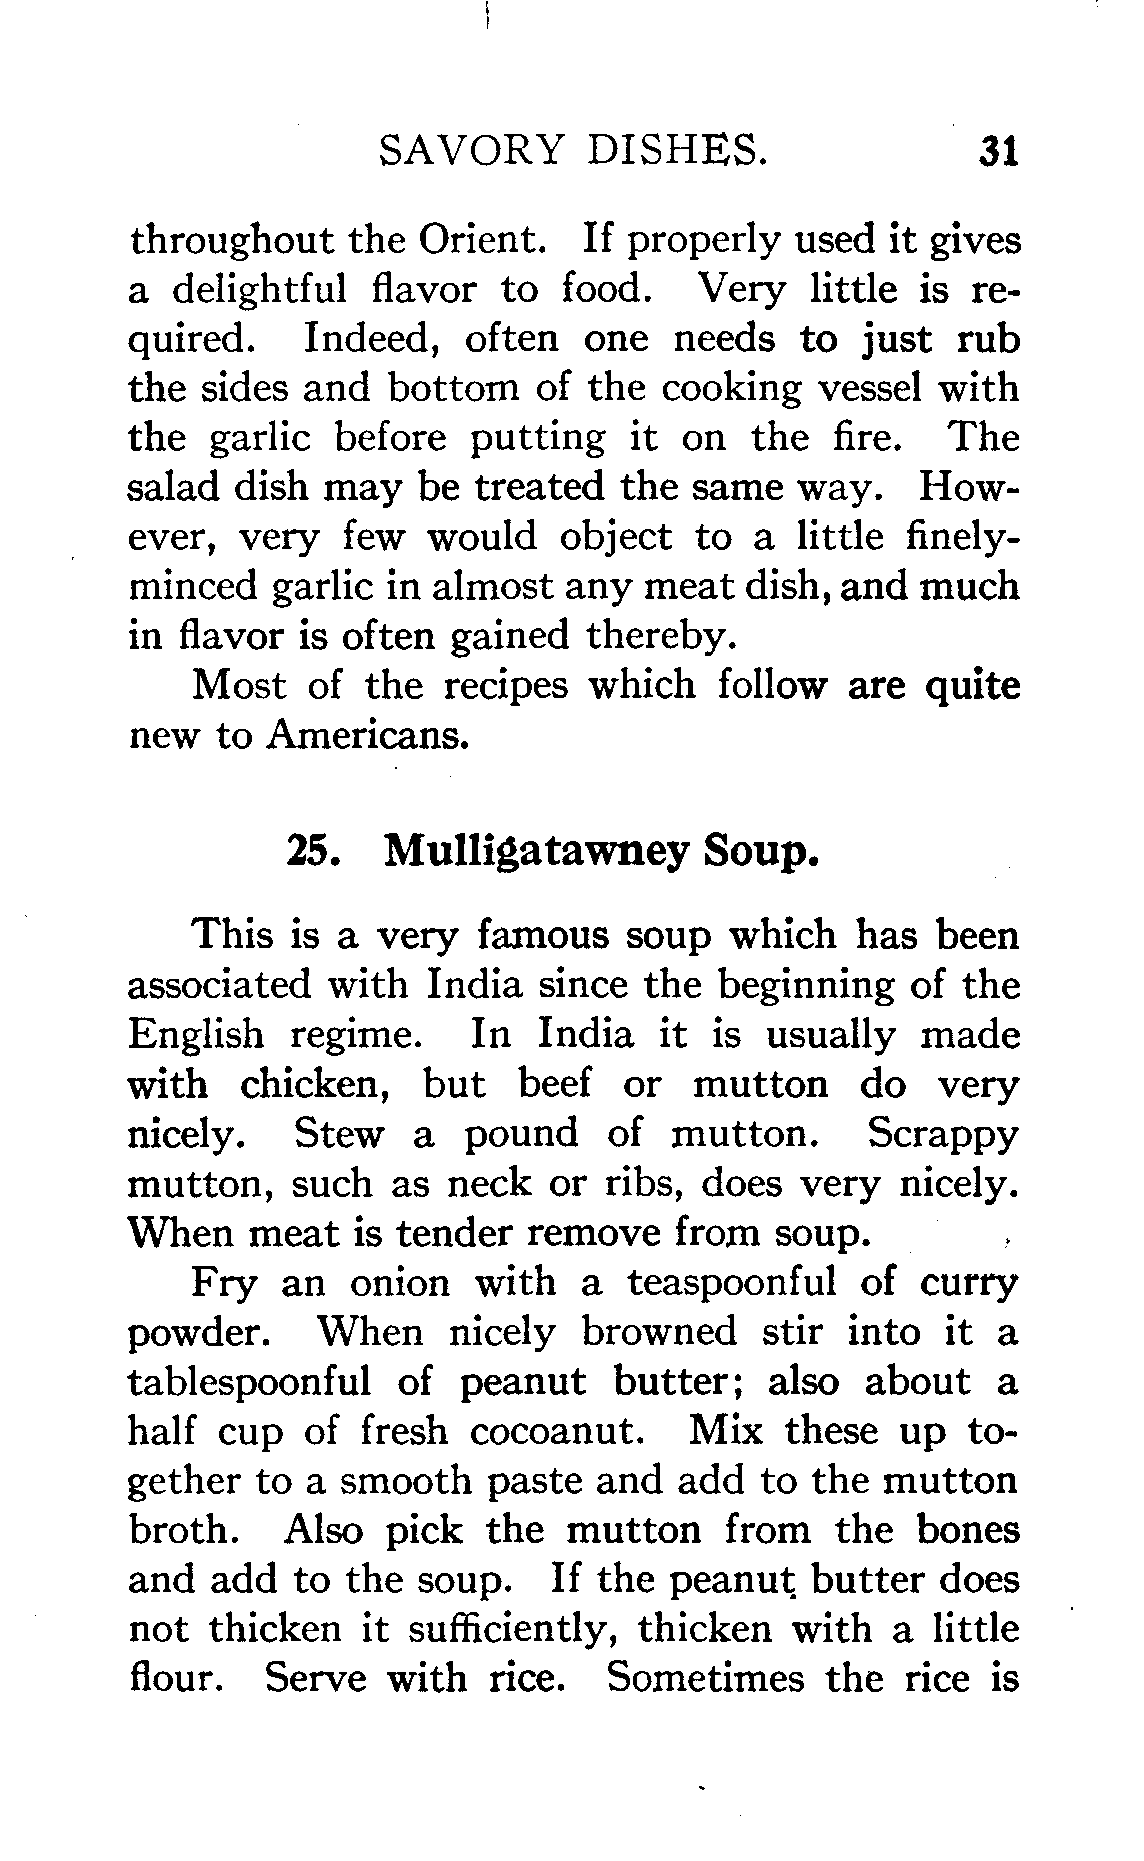 SAVORY DISHES. 31
throughout the Orient. If properly used it gives
a delightful flavor to food. Very little is re-
quired. Indeed, often one needs to just rub
the sides and bottom of the cooking vessel with
the garlic before putting it on the fire. The
salad dish may be treated the same way. How-
ever, very few would object to a little finely-
minced garlic in almost any meat dish, and much
in flavor is often gained thereby.
Most of the recipes which follow are quite
new to Americans.
25. Mulligatawney Soup.
This is a very famous soup which has been
associated with India since the beginning of the
English regime. In India it is usually made
with chicken, but beef or mutton do very
nicely. Stew a pound of mutton. Scrappy
mutton, such as neck or ribs, does very nicely.
When meat is tender remove from soup.
Fry an onion with a teaspoonful of curry
powder. When nicely browned stir into it a
tablespoonful of peanut butter; also about a
half cup of fresh cocoanut. Mix these up to-
gether to a smooth paste and add to the mutton
broth. Also pick the mutton from the bones
and add to the soup. If the peanut butter does
not thicken it sufficiently, thicken with a little
flour. Serve with rice. Sometimes the rice is